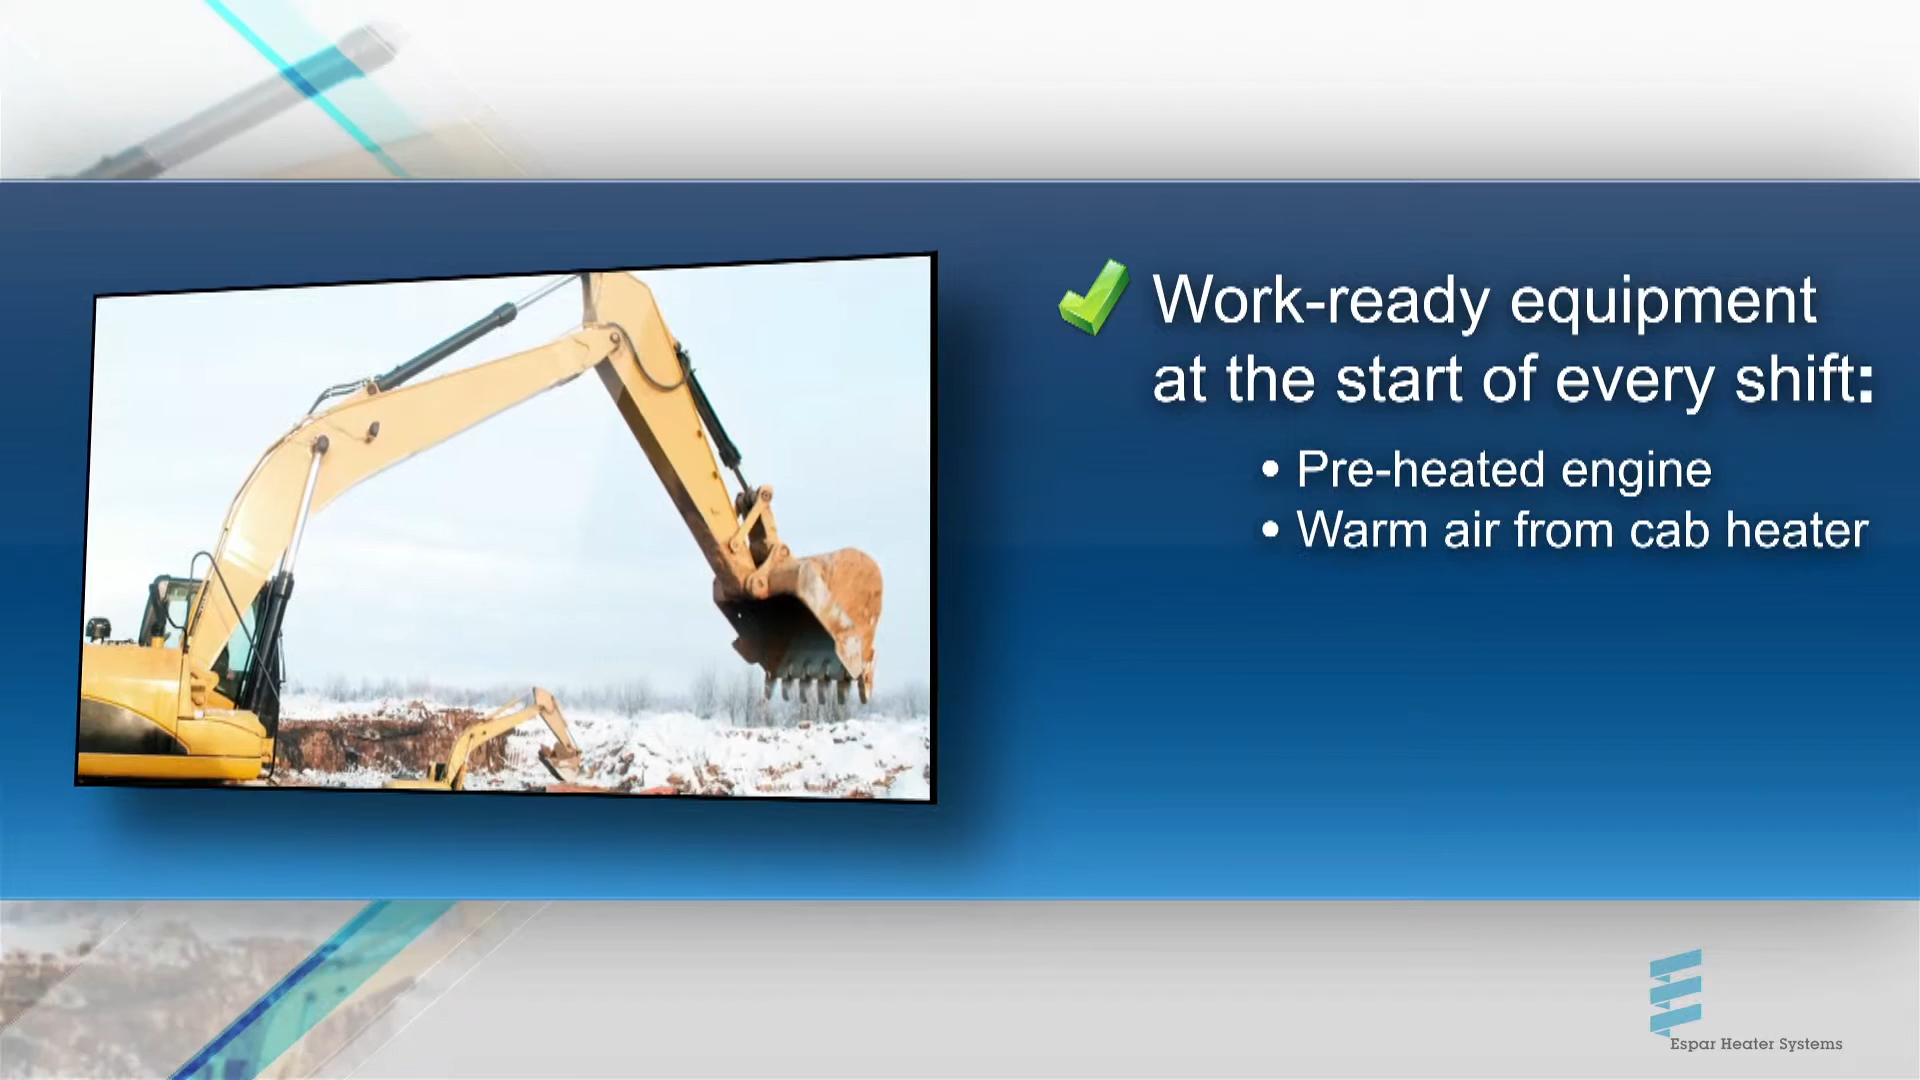 Work-ready equipment
at the start of every shift:
• Pre-heated engine
• Warm air from cab heater
Espar Heater Systems